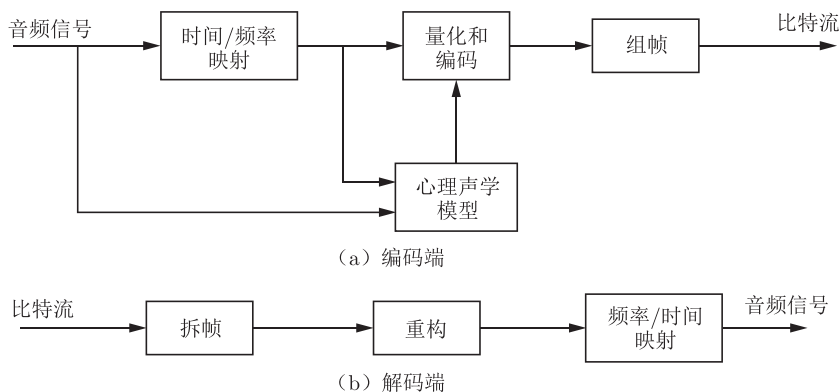 音频信号
时间/频率
映射
量化和
编码
组帧
比特流
心理声学
模型
（a）编码端
比特流
拆帧
重构
频率/时间
映射
音频信号
（b）解码端